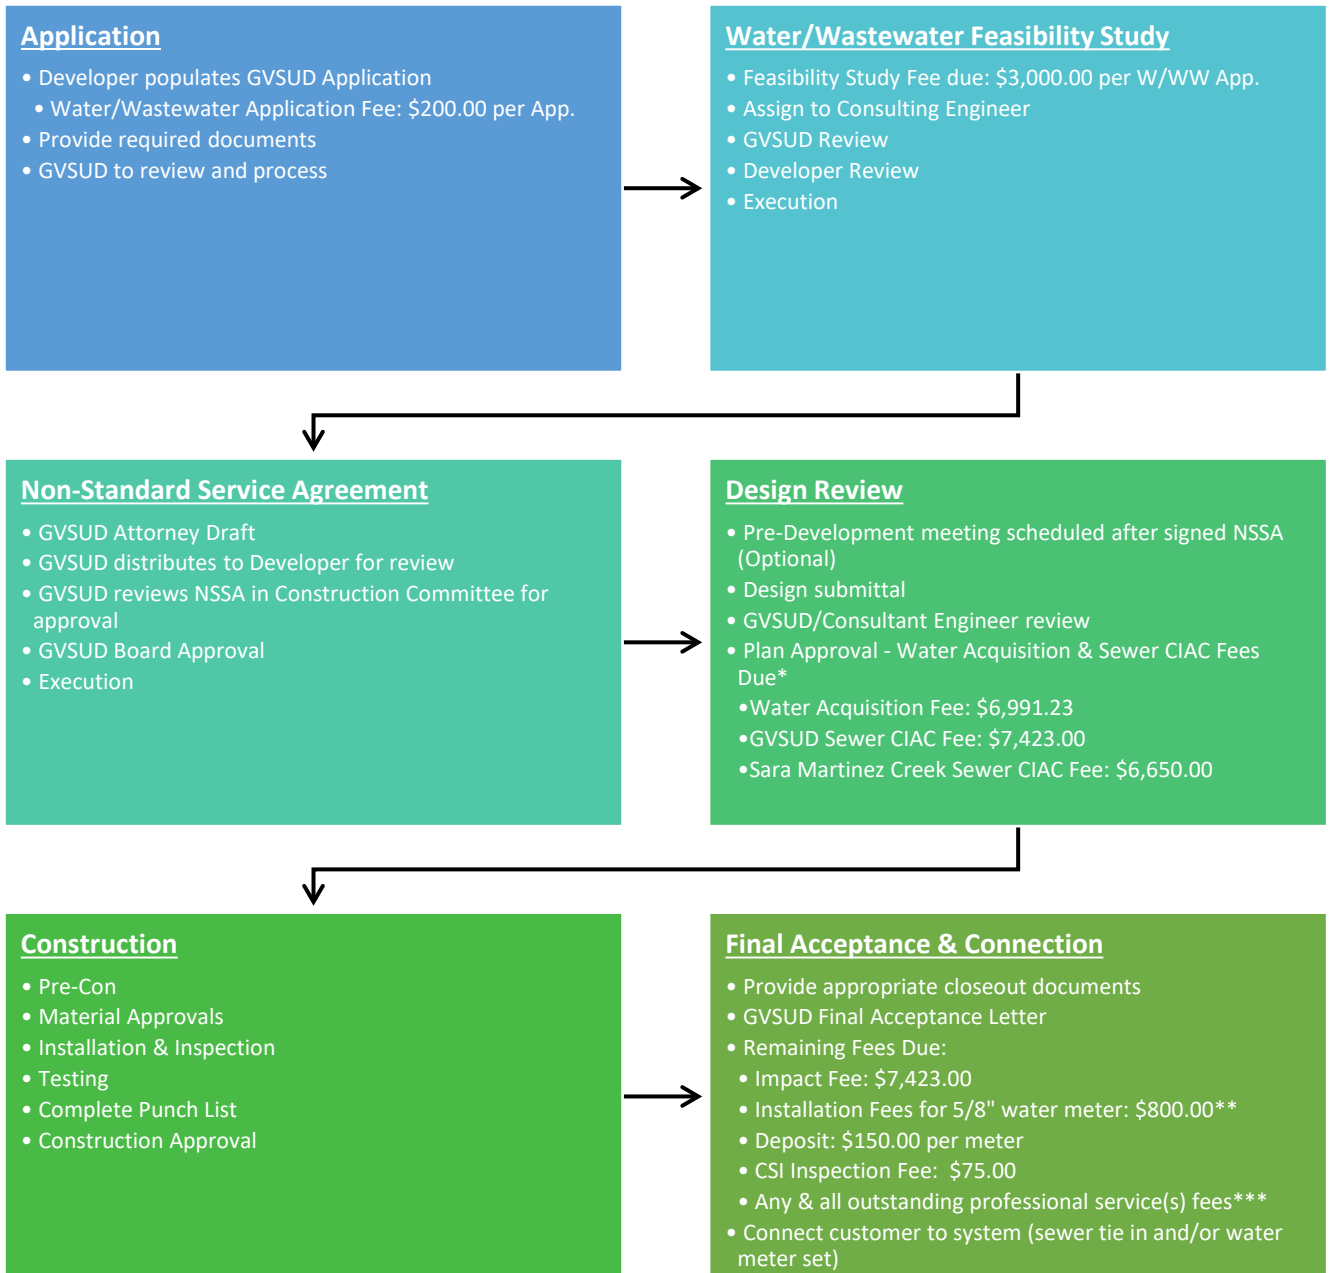 Application
• Developer populates GVSUD Application
• Water/Wastewater Application Fee: $200.00 per App.
• Provide required documents
• GVSUD to review and process
Water/Wastewater Feasibility Study
• Feasibility Study Fee due: $3,000.00 per W/WW App.
• Assign to Consulting Engineer
• GVSUD Review
• Developer Review
• Execution
Non-Standard Service Agreement
• GVSUD Attorney Draft
• GVSUD distributes to Developer for review
• GVSUD reviews NSSA in Construction Committee for
approval
• GVSUD Board Approval
• Execution
Design Review
• Pre-Development meeting scheduled after signed NSSA
(Optional)
• Design submittal
• GVSUD/Consultant Engineer review
• Plan Approval - Water Acquisition & Sewer CIAC Fees
Due*
•Water Acquisition Fee: $6,991.23
•GVSUD Sewer CIAC Fee: $7,423.00
•Sara Martinez Creek Sewer CIAC Fee: $6,650.00
Construction
• Pre-Con
• Material Approvals
• Installation & Inspection
• Testing
• Complete Punch List
• Construction Approval
Final Acceptance & Connection
• Provide appropriate closeout documents
• GVSUD Final Acceptance Letter
• Remaining Fees Due:
• Impact Fee: $7,423.00
• Installation Fees for 5/8" water meter: $800.00**
• Deposit: $150.00 per meter
• CSI Inspection Fee:  $75.00
• Any & all outstanding professional service(s) fees***
• Connect customer to system (sewer tie in and/or water
meter set)